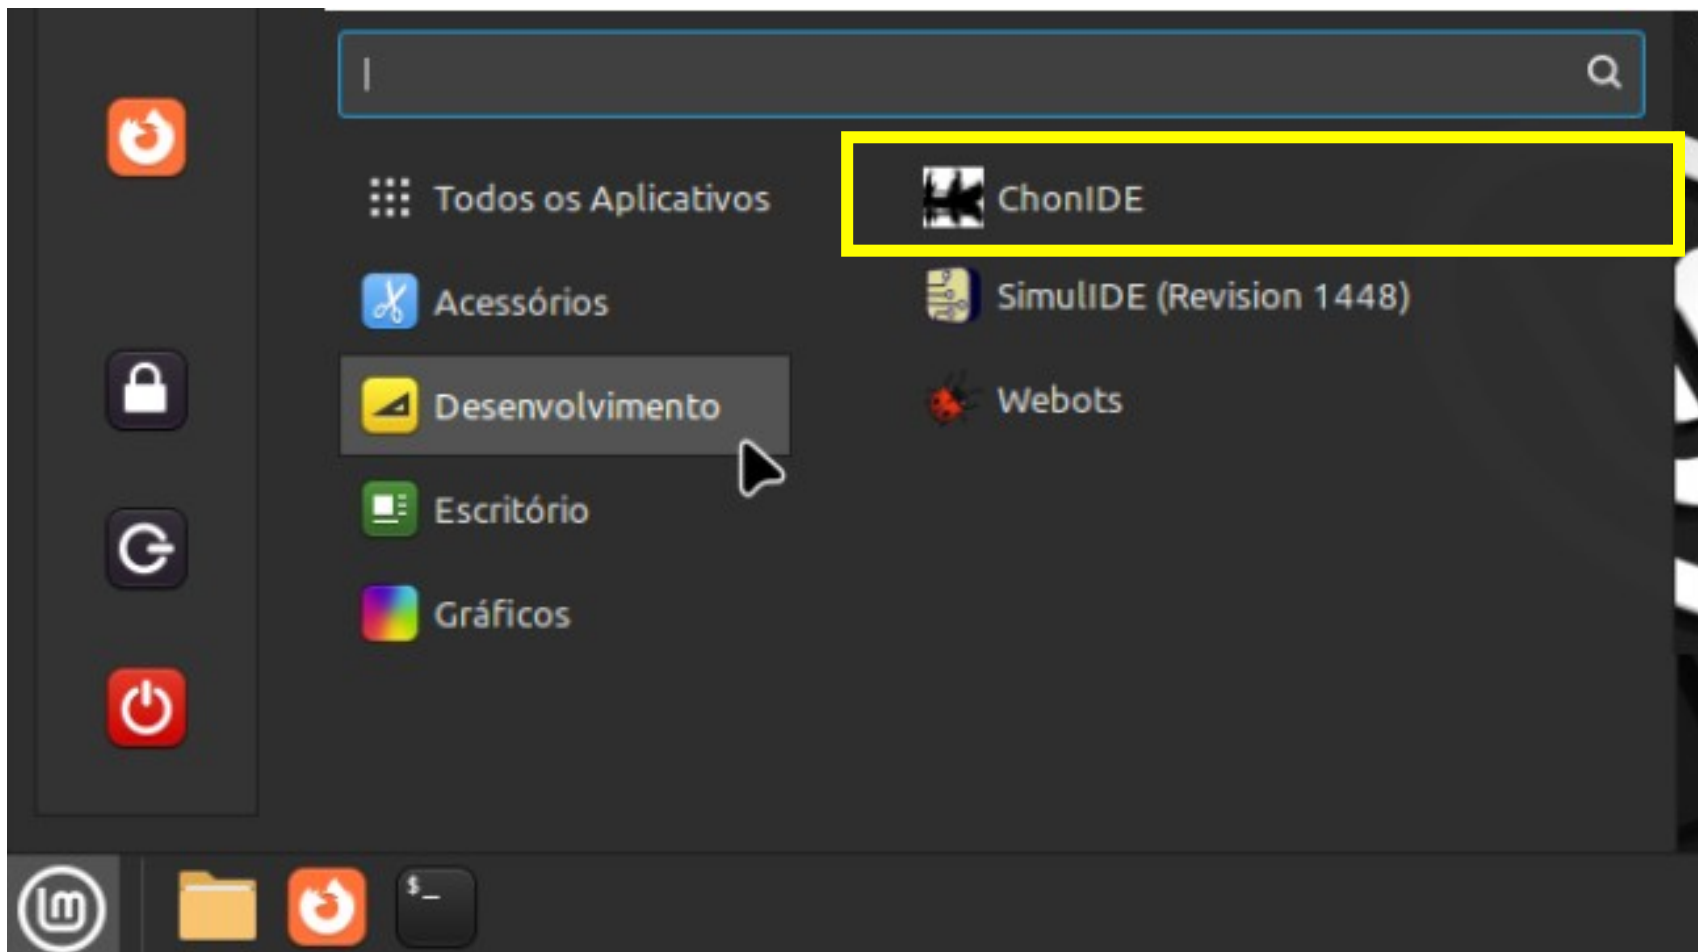 Todos os Aplicativos
Acessórios
Desenvolvimento
Escritório
Gráficos
ChonIDE
SimulIDE (Revision 1448)
Webots
$_